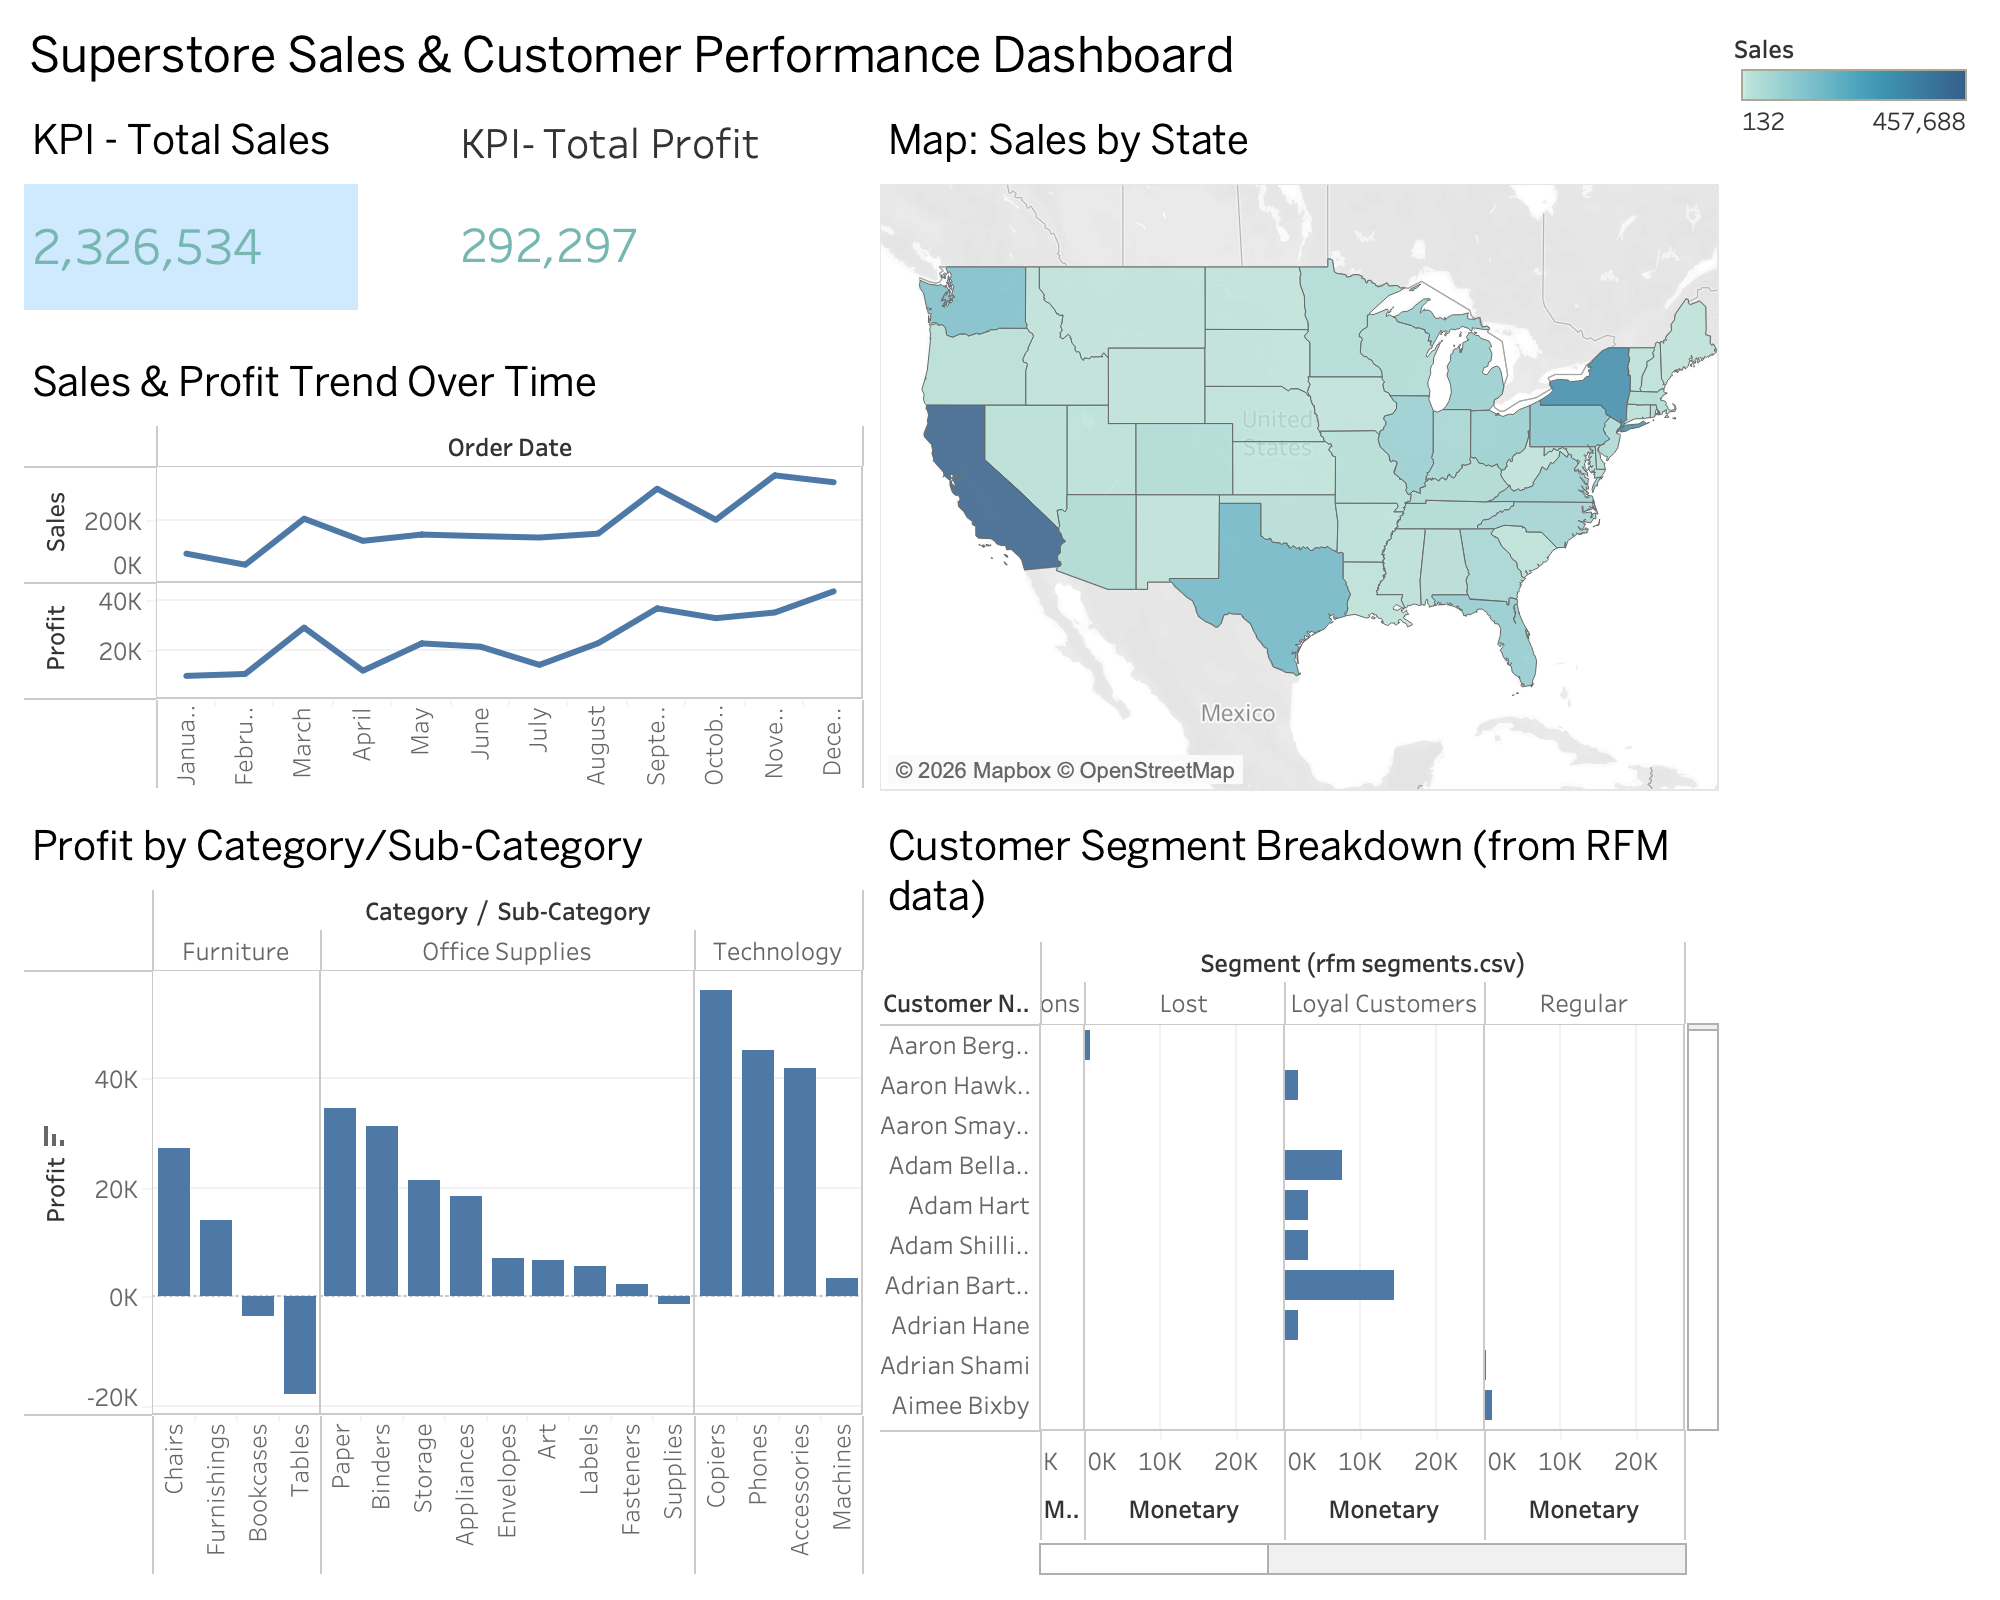 Superstore Sales & Customer Performance Dashboard
Sales
132 457,688
KPI - Total Sales
2,326,534
KPI- Total Profit
292,297
Map: Sales by State
United
States
Mexico
© 2026 Mapbox © OpenStreetMap
Sales & Profit Trend Over Time
Order Date
Sales
200K
0K
Profit
40K
20K
Janua..
Febru..
March
April
May
June
July
August
Septe..
Octob..
Nove..
Dece..
Profit by Category/Sub-Category
Category / Sub-Category
Furniture Office Supplies Technology
Profit
40K
20K
0K
-20K
Chairs
Furnishings
Bookcases
Tables
Paper
Binders
Storage
Appliances
Envelopes
Art
Labels
Fasteners
Supplies
Copiers
Phones
Accessories
Machines
Customer Segment Breakdown (from RFM
data)
Segment (rfm segments.csv)
Customer N.. ons Lost Loyal Customers Regular
Aaron Berg..
Aaron Hawk..
Aaron Smay..
Adam Bella..
Adam Hart
Adam Shilli..
Adrian Bart..
Adrian Hane
Adrian Shami
Aimee Bixby
K 0K 10K 20K 0K 10K 20K 0K 10K 20K
M.. Monetary Monetary Monetary